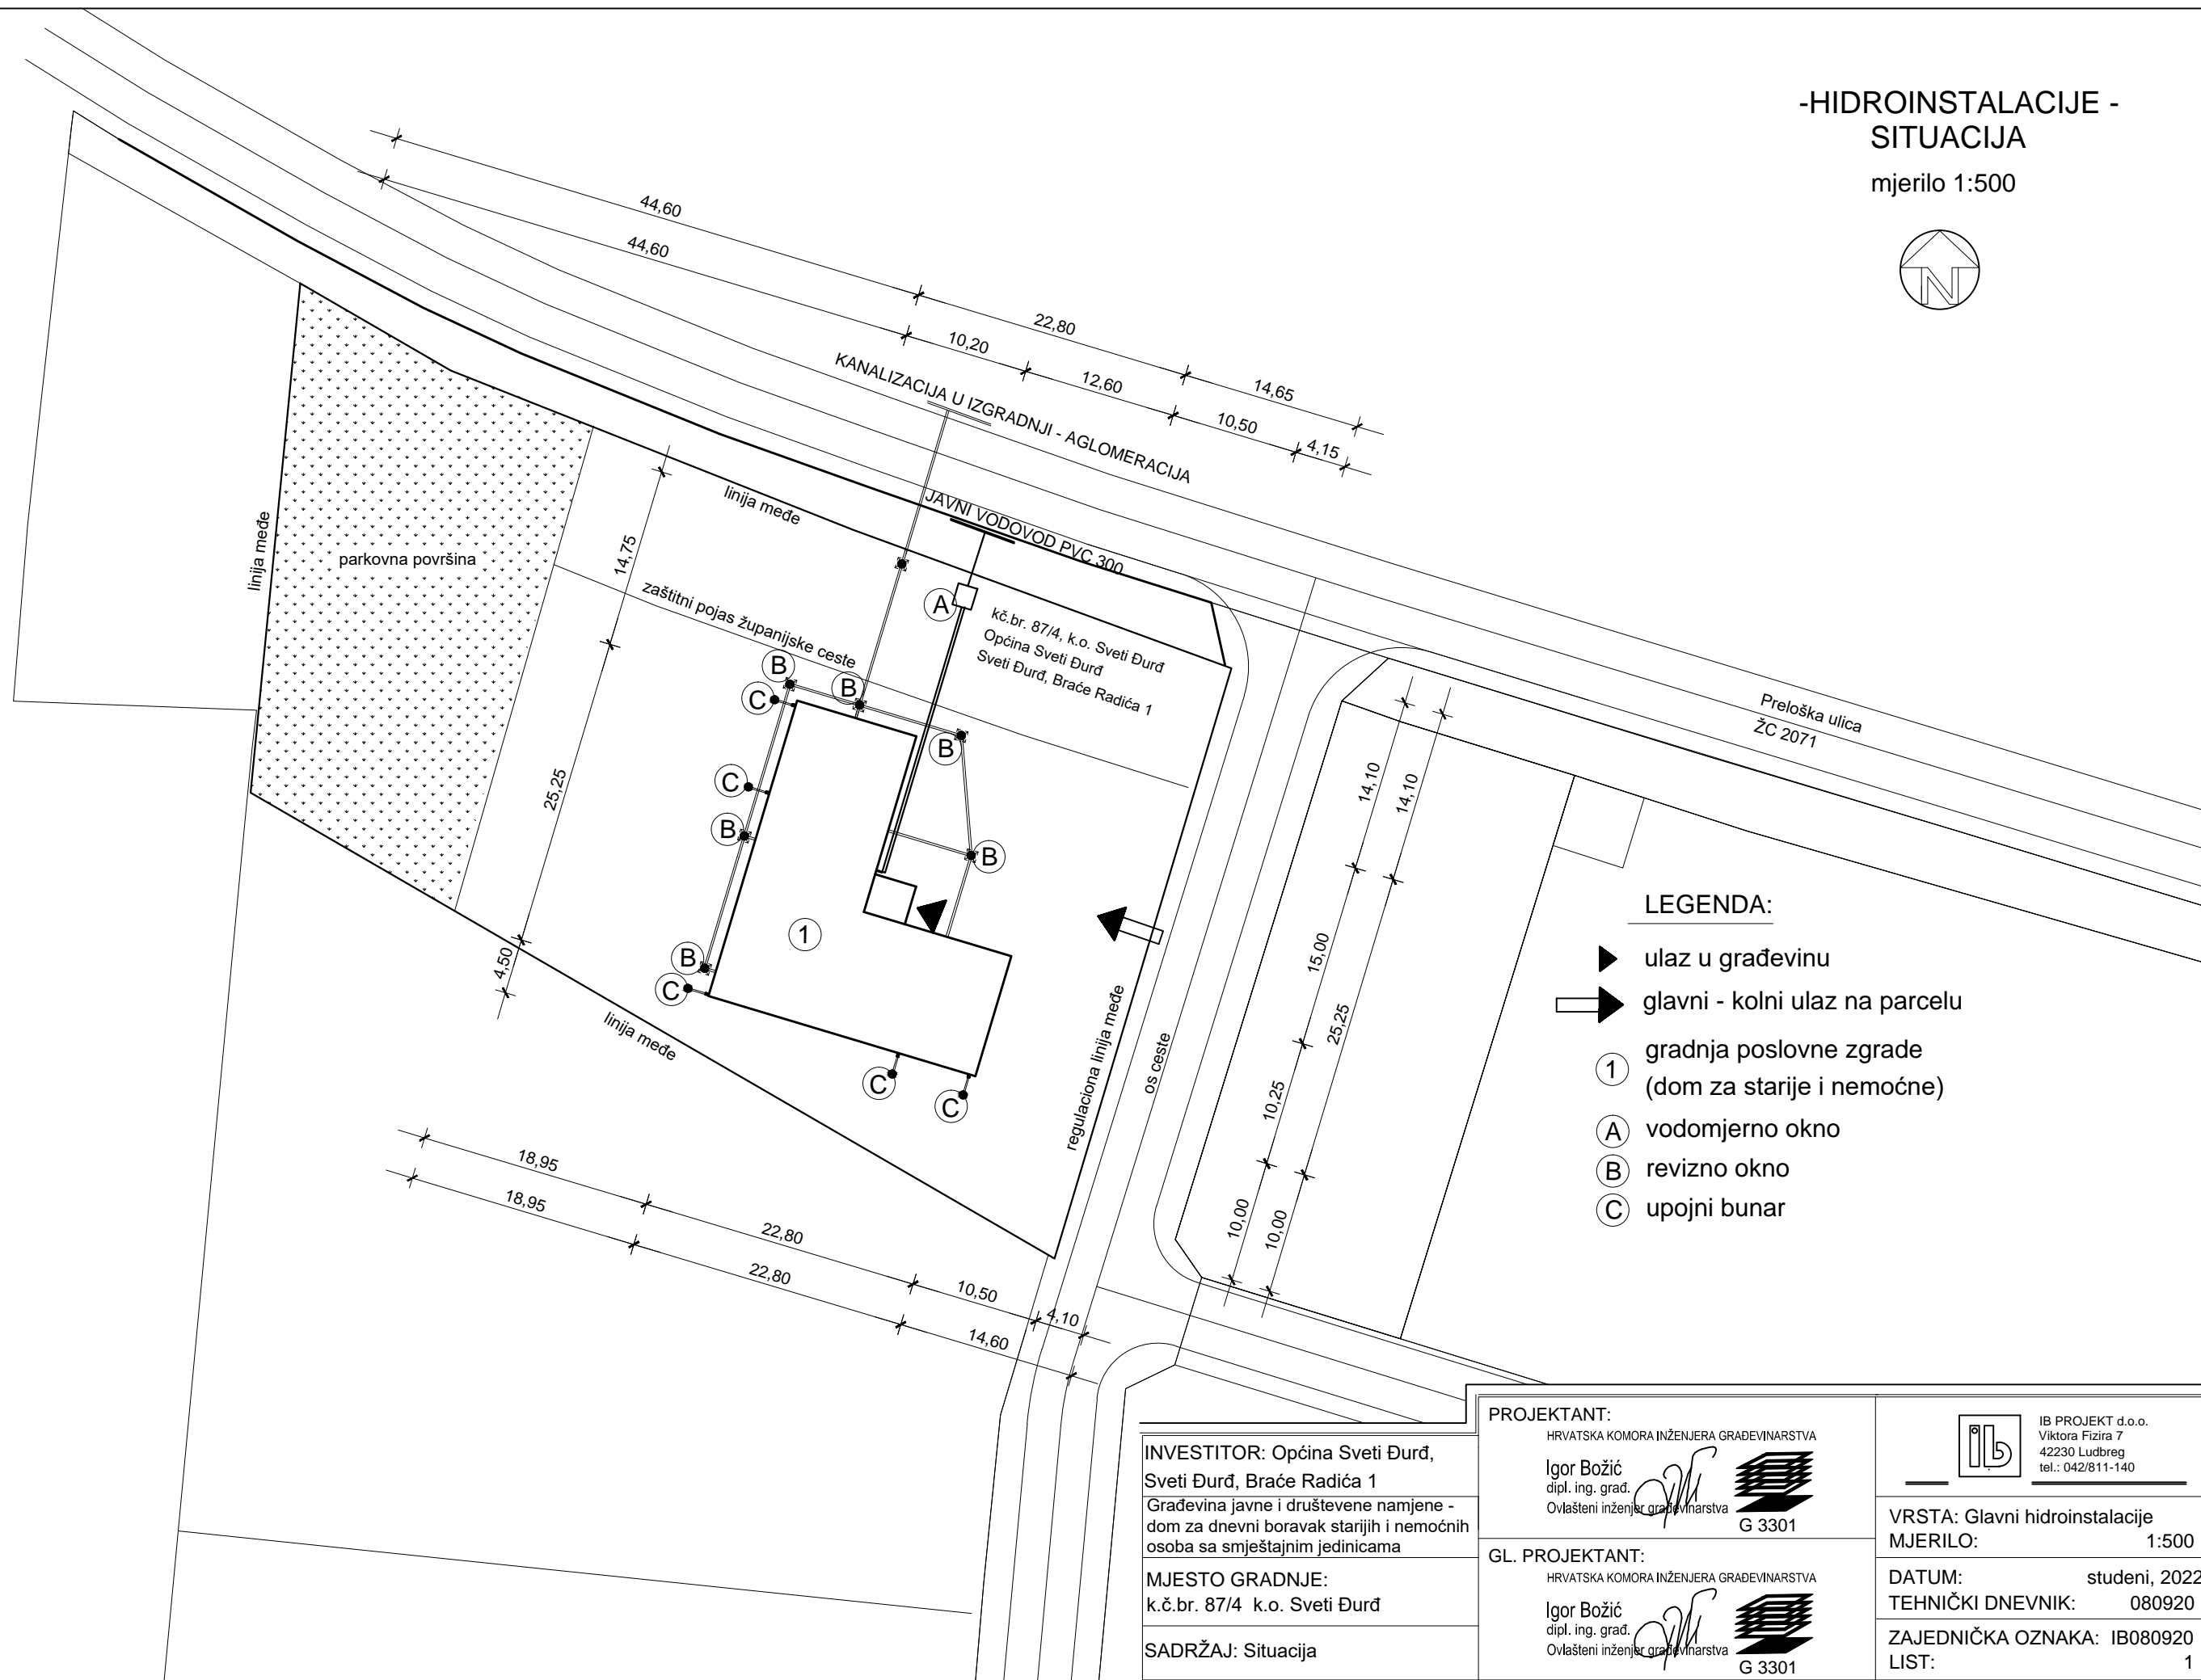 -HIDROINSTALACIJE -
SITUACIJA
mjerilo 1:500
N
44,60
44,60
22,80
10,20
12,60
14,65
10,50
4,15
KANALIZACIJA U IZGRADNJI - AGLOMERACIJA
JAVNI VODOVOD PVC 300
linija međe
linija međe
parkovna površina
14,75
zaštitni pojas županijske ceste
A
kč.br. 87/4, k.o. Sveti Đurđ
Općina Sveti Đurđ
Sveti Đurđ, Braće Radića 1
B
B
C
B
C
B
B
25,25
1
B
C
4,50
C
C
linija međe
regulaciona linija međe
os ceste
Preloška ulica
ŽC 2071
14,10
14,10
15,00
25,25
10,25
10,00
10,00
18,95
18,95
22,80
22,80
10,50
4,10
14,60
LEGENDA:
ulaz u građevinu
glavni - kolni ulaz na parcelu
1 gradnja poslovne zgrade
(dom za starije i nemoćne)
A vodomjerno okno
B revizno okno
C upojni bunar
INVESTITOR: Općina Sveti Đurđ,
Sveti Đurđ, Braće Radića 1
Građevina javne i društevene namjene -
dom za dnevni boravak starijih i nemoćnih
osoba sa smještajnim jedinicama
MJESTO GRADNJE:
k.č.br. 87/4 k.o. Sveti Đurđ
SADRŽAJ: Situacija
PROJEKTANT:
HRVATSKA KOMORA INŽENJERA GRAĐEVINARSTVA
Igor Božić
dipl. ing. građ.
Ovlašteni inženjer građevinarstva
G 3301
GL. PROJEKTANT:
HRVATSKA KOMORA INŽENJERA GRAĐEVINARSTVA
Igor Božić
dipl. ing. građ.
Ovlašteni inženjer građevinarstva
G 3301
ib
IB PROJEKT d.o.o.
Viktora Fizira 7
42230 Ludbreg
tel.: 042/811-140
VRSTA: Glavni hidroinstalacije
MJERILO: 1:500
DATUM: studeni, 2022
TEHNIČKI DNEVNIK: 080920
ZAJEDNIČKA OZNAKA: IB080920
LIST: 1